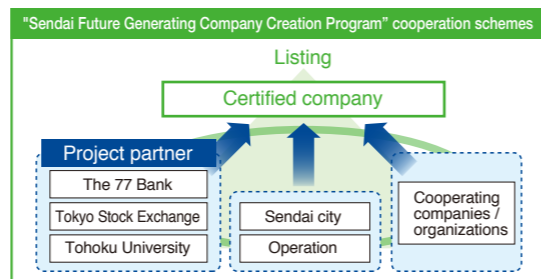 "Sendai Future Generating Company Creation Program” cooperation schemes
Listing
Certified company
Project partner
The 77 Bank
Tokyo Stock Exchange
Tohoku University
Sendai city
Operation
Cooperating
companies /
organizations